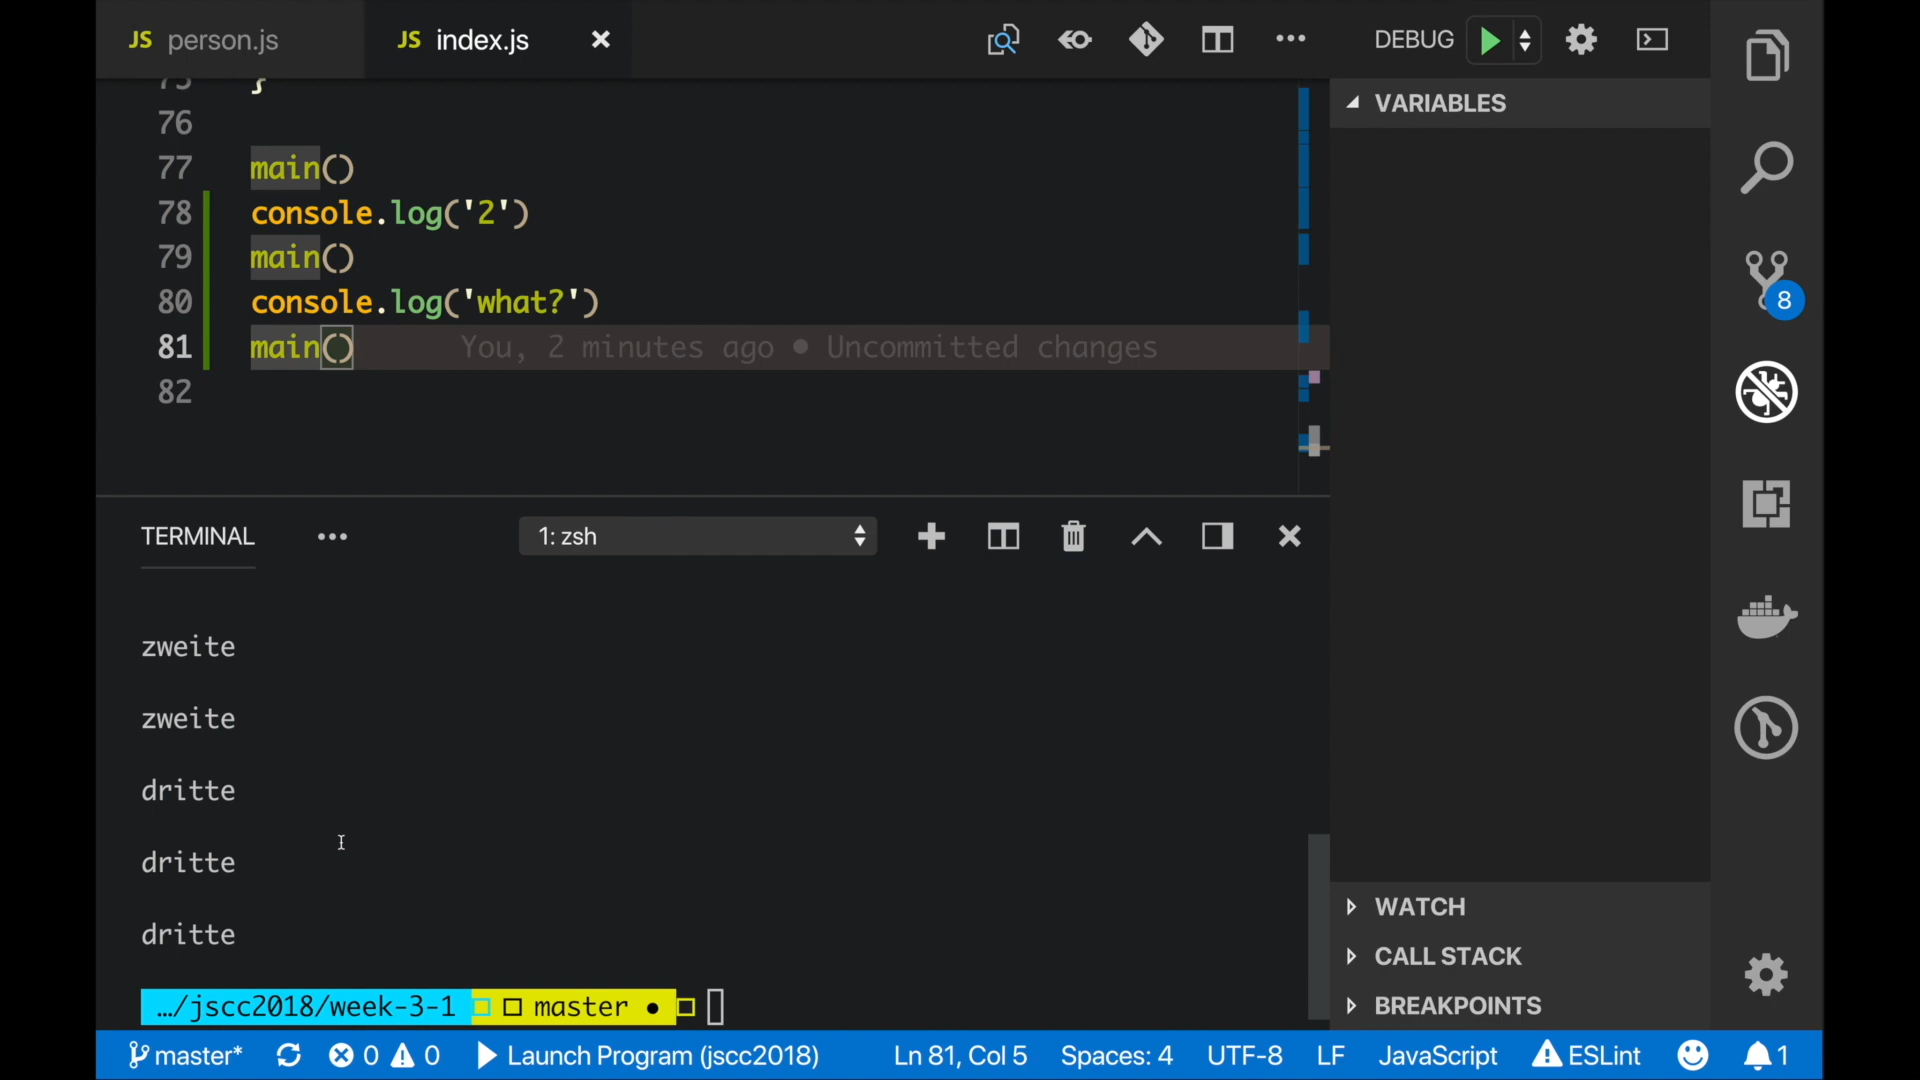 JS person.js
JS index.js
DEBUG
VARIABLES
75 }
76
77 main()
78 console.log('2')
79 main()
80 console.log('what?')
81 main() You, 2 minutes ago • Uncommitted changes
82
8
TERMINAL
1: zsh
zweite
zweite
dritte
dritte
dritte
…/jscc2018/week-3-1 master ●
WATCH
CALL STACK
BREAKPOINTS
master* 0 0 Launch Program (jscc2018) Ln 81, Col 5 Spaces: 4 UTF-8 LF JavaScript ESLint 1